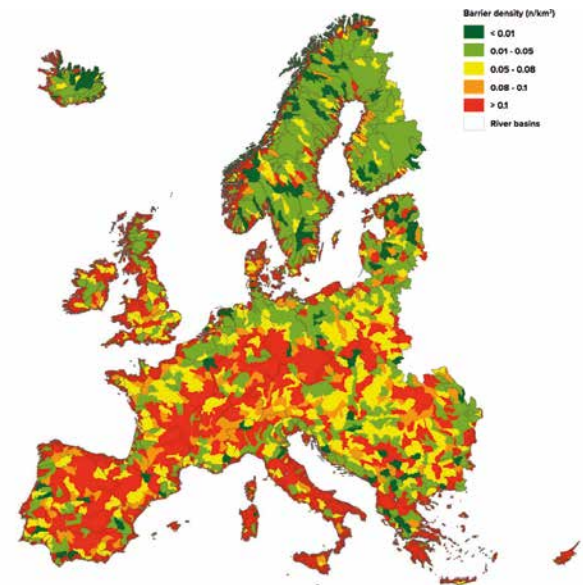 Barrier density (n/km²)
< 0.01
0.01 - 0.05
0.05 - 0.08
0.08 - 0.1
> 0.1
River basins